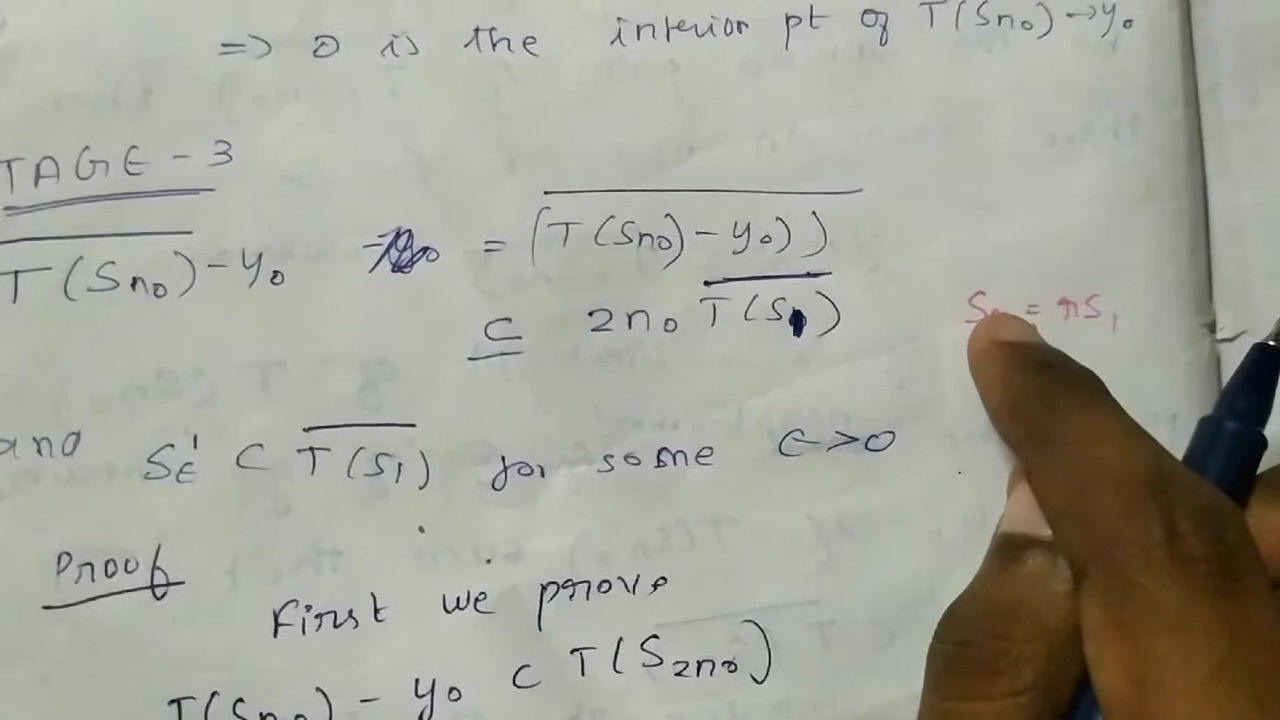 => 0 is the interior pt of T(Sn₀) → y₀
TAGE - 3
T(Sn₀) - y₀ = (T(Sn₀) - y₀))
⊆ 2n₀ T(S₁)
= nS₁
and Sε' ⊂ T(S₁) for some ε>0
Proof
First we prove
T(Sn₀) - y₀ ⊂ T(S2n₀)